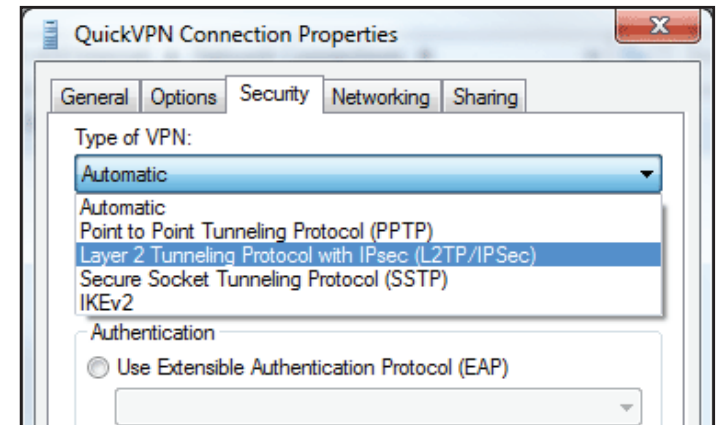 QuickVPN Connection Properties
General Options Security Networking Sharing
Type of VPN:
Automatic
Automatic
Point to Point Tunneling Protocol (PPTP)
Layer 2 Tunneling Protocol with IPsec (L2TP/IPSec)
Secure Socket Tunneling Protocol (SSTP)
IKEv2
Authentication
Use Extensible Authentication Protocol (EAP)